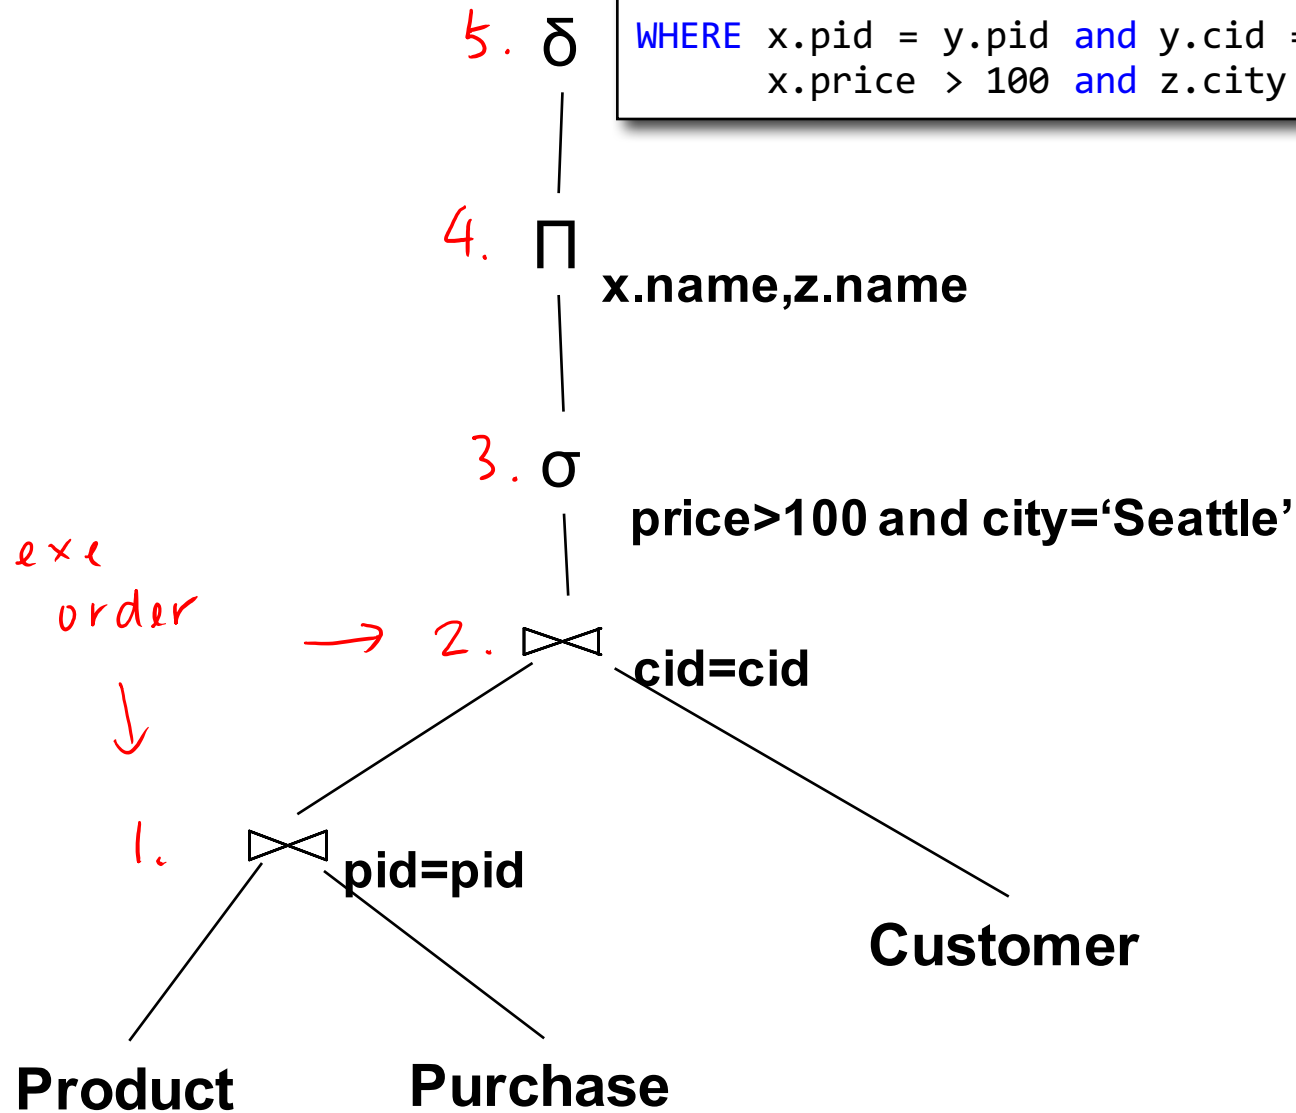 5. δ
WHERE x.pid = y.pid and y.cid =
x.price > 100 and z.city
4. Π
x.name,z.name
3. σ
price>100 and city=‘Seattle’
exe
order
→ 2. ⋈
cid=cid
↓
1. ⋈
pid=pid
Customer
Product Purchase